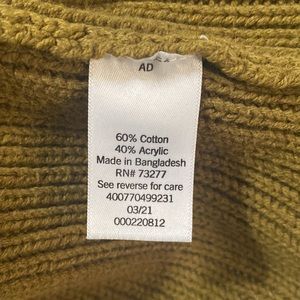 AD
60% Cotton
40% Acrylic
Made in Bangladesh
RN# 73277
See reverse for care
400770499231
03/21
000220812